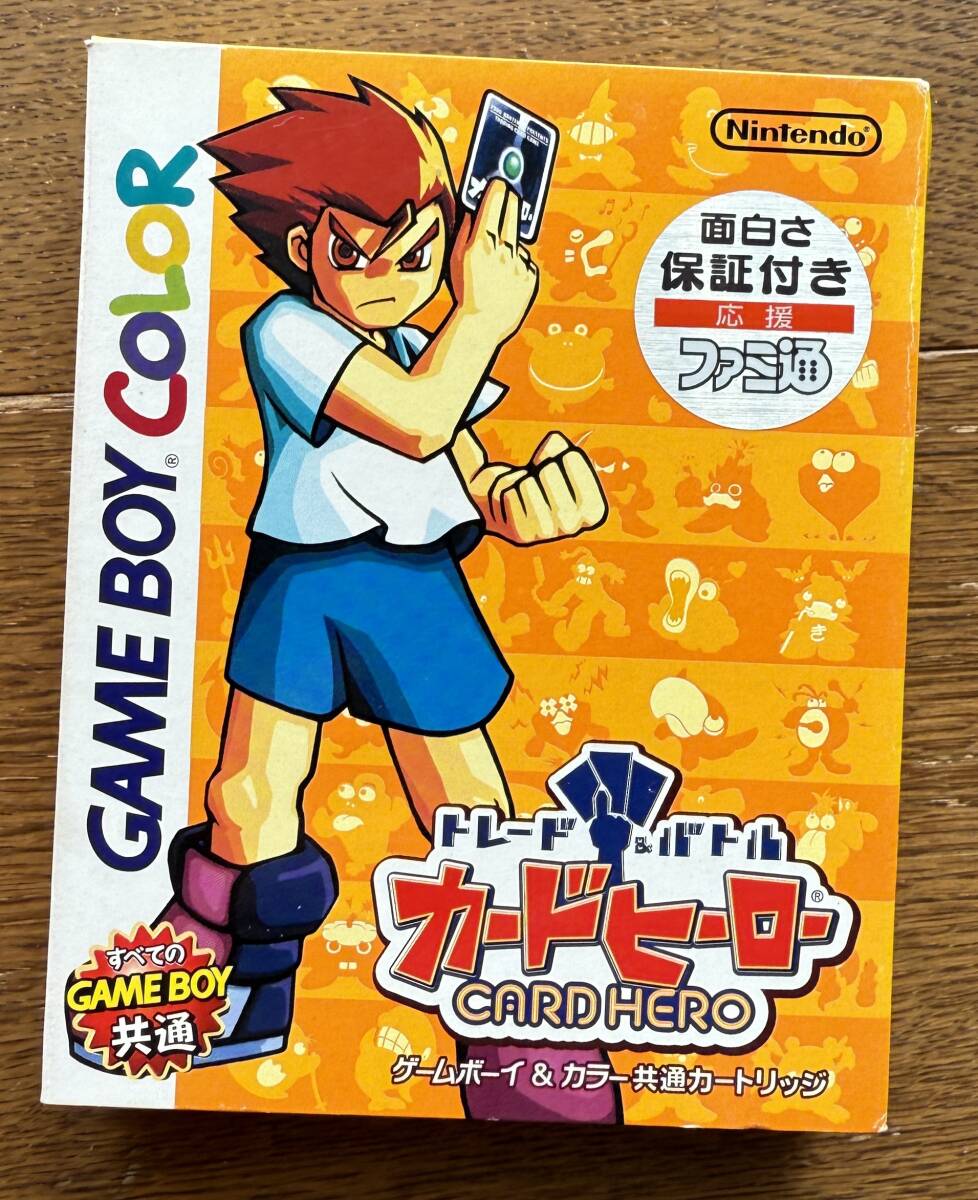 GAME BOY® COLOR
Nintendo®
面白さ
保証付き
応援
ファミ通
き
トレード&バトル
カードヒーロー®
CARD HERO
すべての
GAME BOY
共通
ゲームボーイ & カラー共通カートリッジ